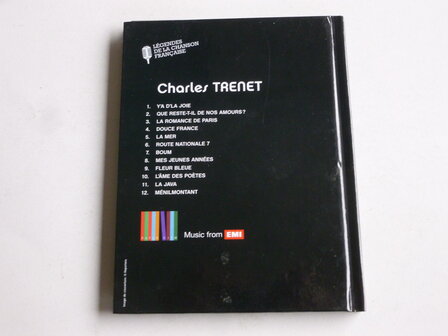 LÉGENDES
DE LA CHANSON
FRANÇAISE
Charles TRENET
1. Y'A D'LA JOIE
2. QUE RESTE-T-IL DE NOS AMOURS?
3. LA ROMANCE DE PARIS
4. DOUCE FRANCE
5. LA MER
6. ROUTE NATIONALE 7
7. BOUM
8. MES JEUNES ANNÉES
9. FLEUR BLEUE
10. L'ÂME DES POÈTES
11. LA JAVA
12. MÉNILMONTANT
Music from EMI